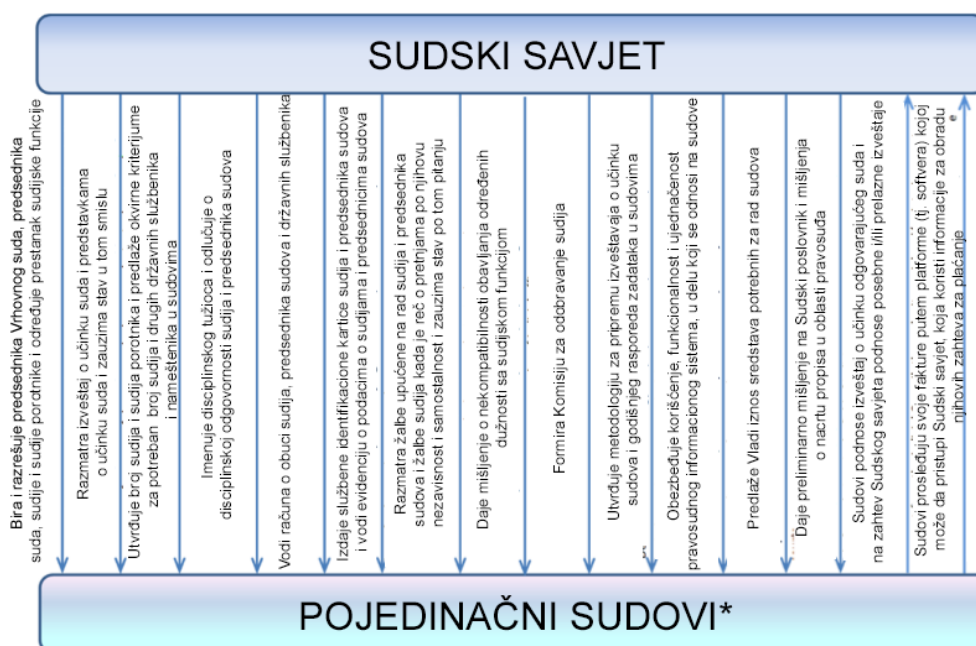 SUDSKI SAVJET
Bira i razrešuje predsednika Vrhovnog suda, predsednika
suda, sudije i sudije porotnike i određuje prestanak sudijske funkcije
Razmatra izveštaj o učinku suda i predstavkama
o učinku suda i zauzima stav u tom smislu
Utvrđuje broj sudija i sudija porotnika i predlaže okvirne kriterijume
za potreban broj sudija i drugih državnih službenika
i nameštenika u sudovima
Imenuje disciplinskog tužioca i odlučuje o
disciplinskoj odgovornosti sudija i predsednika sudova
Vodi računa o obuci sudija, predsednika sudova i državnih službenika
Izdaje službene identifikacione kartice sudija i predsednika sudova
i vodi evidenciju o podacima o sudijama i predsednicima sudova
Razmatra žalbe upućene na rad sudija i predsednika
sudova i žalbe sudija kada je reč o pretnjama po njihovu
nezavisnost i samostalnost i zauzima stav po tom pitanju
Daje mišljenje o nekompatibilnosti obavljanja određenih
dužnosti sa sudijskom funkcijom
Formira Komisiju za odobravanje sudija
Utvrđuje metodologiju za pripremu izveštavaja o učinku
sudova i godišnjeg rasporeda zadataka u sudovima
Obezbeđuje korišćenje, funkcionalnost i ujednačenost
pravosudnog informacionog sistema, u delu koji se odnosi na sudove
Predlaže Vladi iznos sredstava potrebnih za rad sudova
Daje preliminarno mišljenje na Sudski poslovnik i mišljenja
o nacrtu propisa u oblasti pravosuđa
Sudovi podnose izveštaj o učinku odgovarajućeg suda i
na zahtev Sudskog savjeta podnose posebne i/ili prelazne izveštaje
Sudovi prosleđuju svoje fakture putem platforme (tj. softvera) kojoj
može da pristupi Sudski savjet, koja koristi informacije za obradu
njihovih zahteva za plaćanje
POJEDINAČNI SUDOVI*